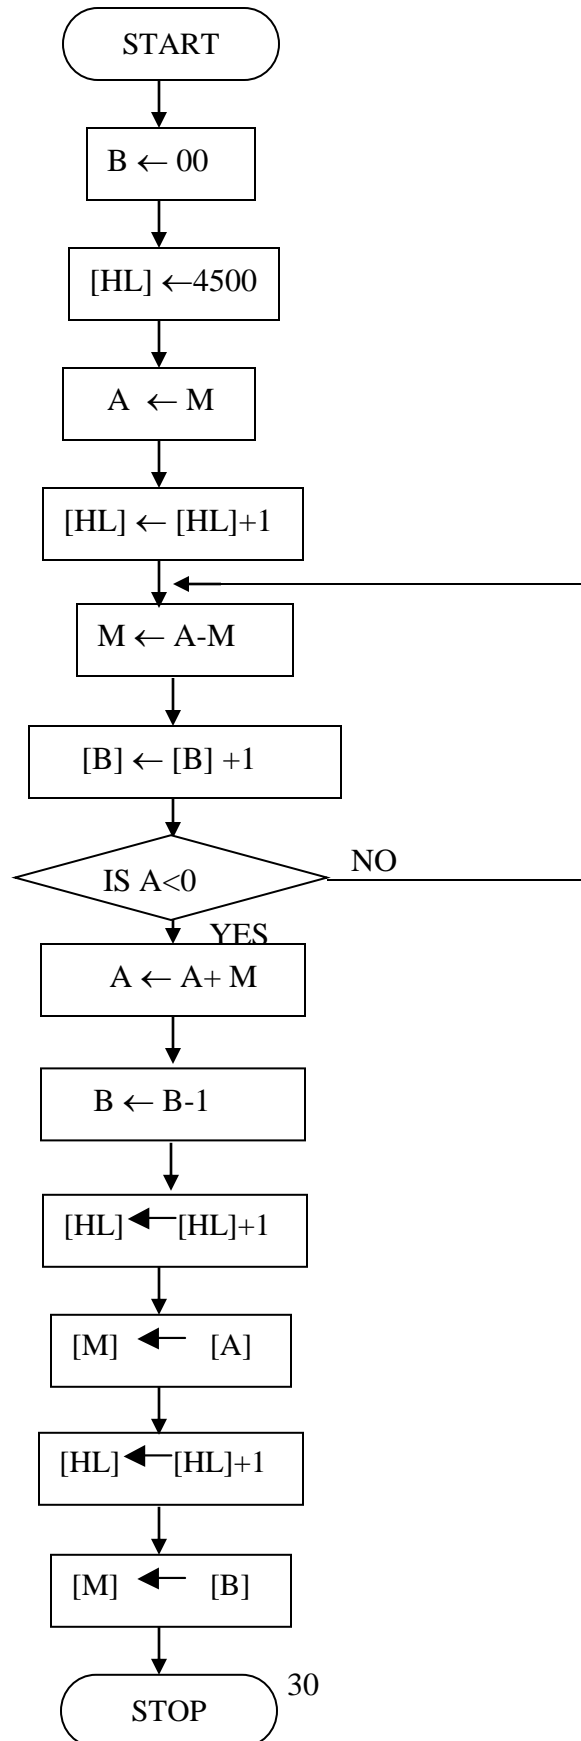 START
B ← 00
[HL] ←4500
A ← M
[HL] ← [HL]+1
M ← A-M
[B] ← [B] +1
IS A<0
NO
YES
A ← A+ M
B ← B-1
[HL] ← [HL]+1
[M] ← [A]
[HL] ← [HL]+1
[M] ← [B]
30
STOP